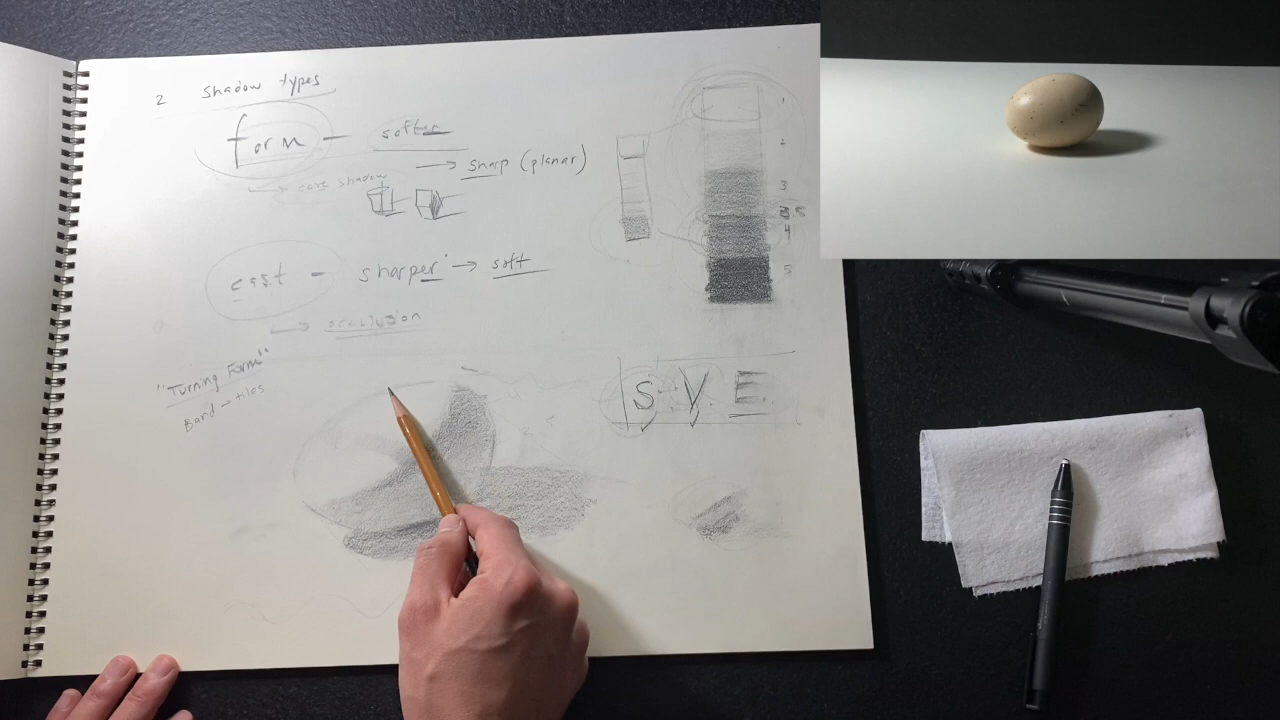 2 shadow types
form - softer
→ sharp (planar)
↳ core shadow
cast - sharper → soft
↳ occlusion
"Turning Form"
Band → tiles
1
2
3
3.5
4
5
S. V. E.